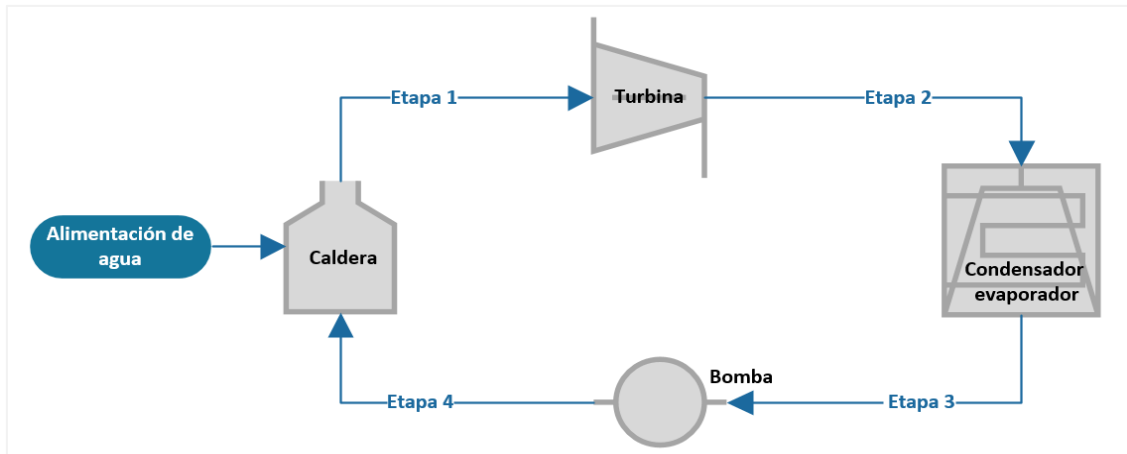 Etapa 1
Turbina
Etapa 2
Alimentación de
agua
Caldera
Condensador
evaporador
Bomba
Etapa 4
Etapa 3